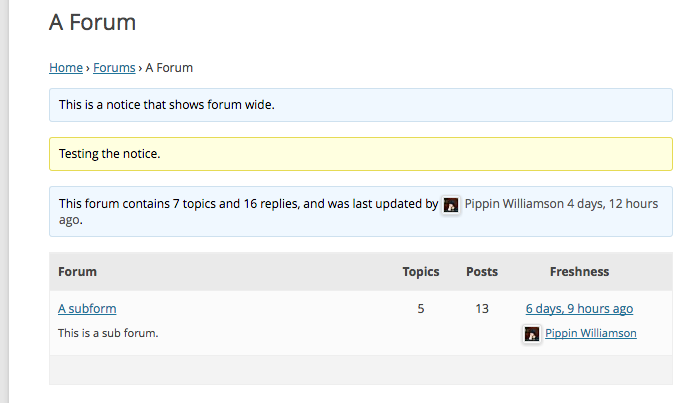 A Forum
Home › Forums › A Forum
This is a notice that shows forum wide.
Testing the notice.
This forum contains 7 topics and 16 replies, and was last updated by Pippin Williamson 4 days, 12 hours
ago.
Forum Topics Posts Freshness
A subform 5 13 6 days, 9 hours ago
This is a sub forum. Pippin Williamson